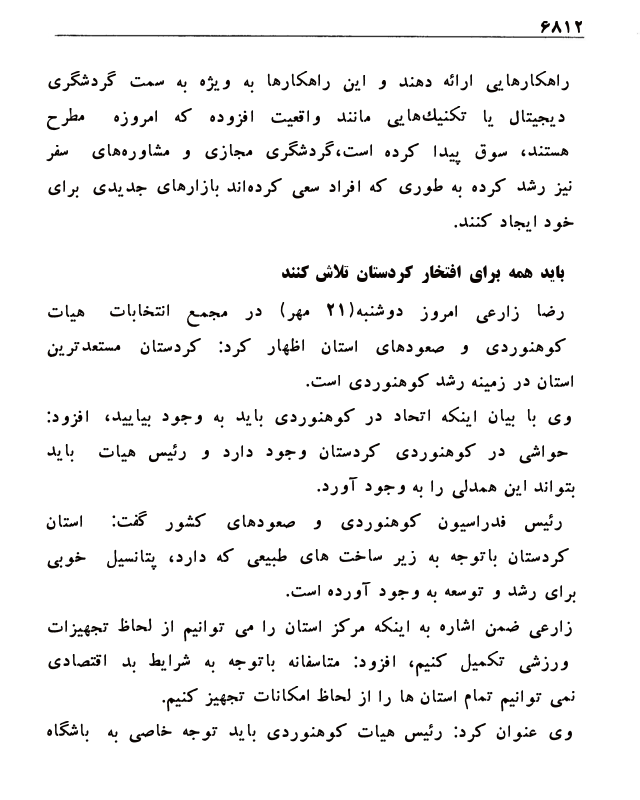 ۶۸۱۲
راهکارهایی ارائه دهند و این راهکارها به ویژه به سمت گردشگری
دیجیتال یا تکنیك‌هایی مانند واقعیت افزوده که امروزه مطرح
هستند، سوق پیدا کرده است،گردشگری مجازی و مشاوره‌های سفر
نیز رشد کرده به طوری که افراد سعی کرده‌اند بازارهای جدیدی برای
خود ایجاد کنند.
باید همه برای افتخار کردستان تلاش کنند
رضا زارعی امروز دوشنبه(۲۱ مهر) در مجمع انتخابات هیات
کوهنوردی و صعودهای استان اظهار کرد: کردستان مستعدترین
استان در زمینه رشد کوهنوردی است.
وی با بیان اینکه اتحاد در کوهنوردی باید به وجود بیایید، افزود:
حواشی در کوهنوردی کردستان وجود دارد و رئیس هیات باید
بتواند این همدلی را به وجود آورد.
رئیس فدراسیون کوهنوردی و صعودهای کشور گفت: استان
کردستان باتوجه به زیر ساخت های طبیعی که دارد، پتانسیل خوبی
برای رشد و توسعه به وجود آورده است.
زارعی ضمن اشاره به اینکه مرکز استان را می توانیم از لحاظ تجهیزات
ورزشی تکمیل کنیم، افزود: متاسفانه باتوجه به شرایط بد اقتصادی
نمی توانیم تمام استان ها را از لحاظ امکانات تجهیز کنیم.
وی عنوان کرد: رئیس هیات کوهنوردی باید توجه خاصی به باشگاه